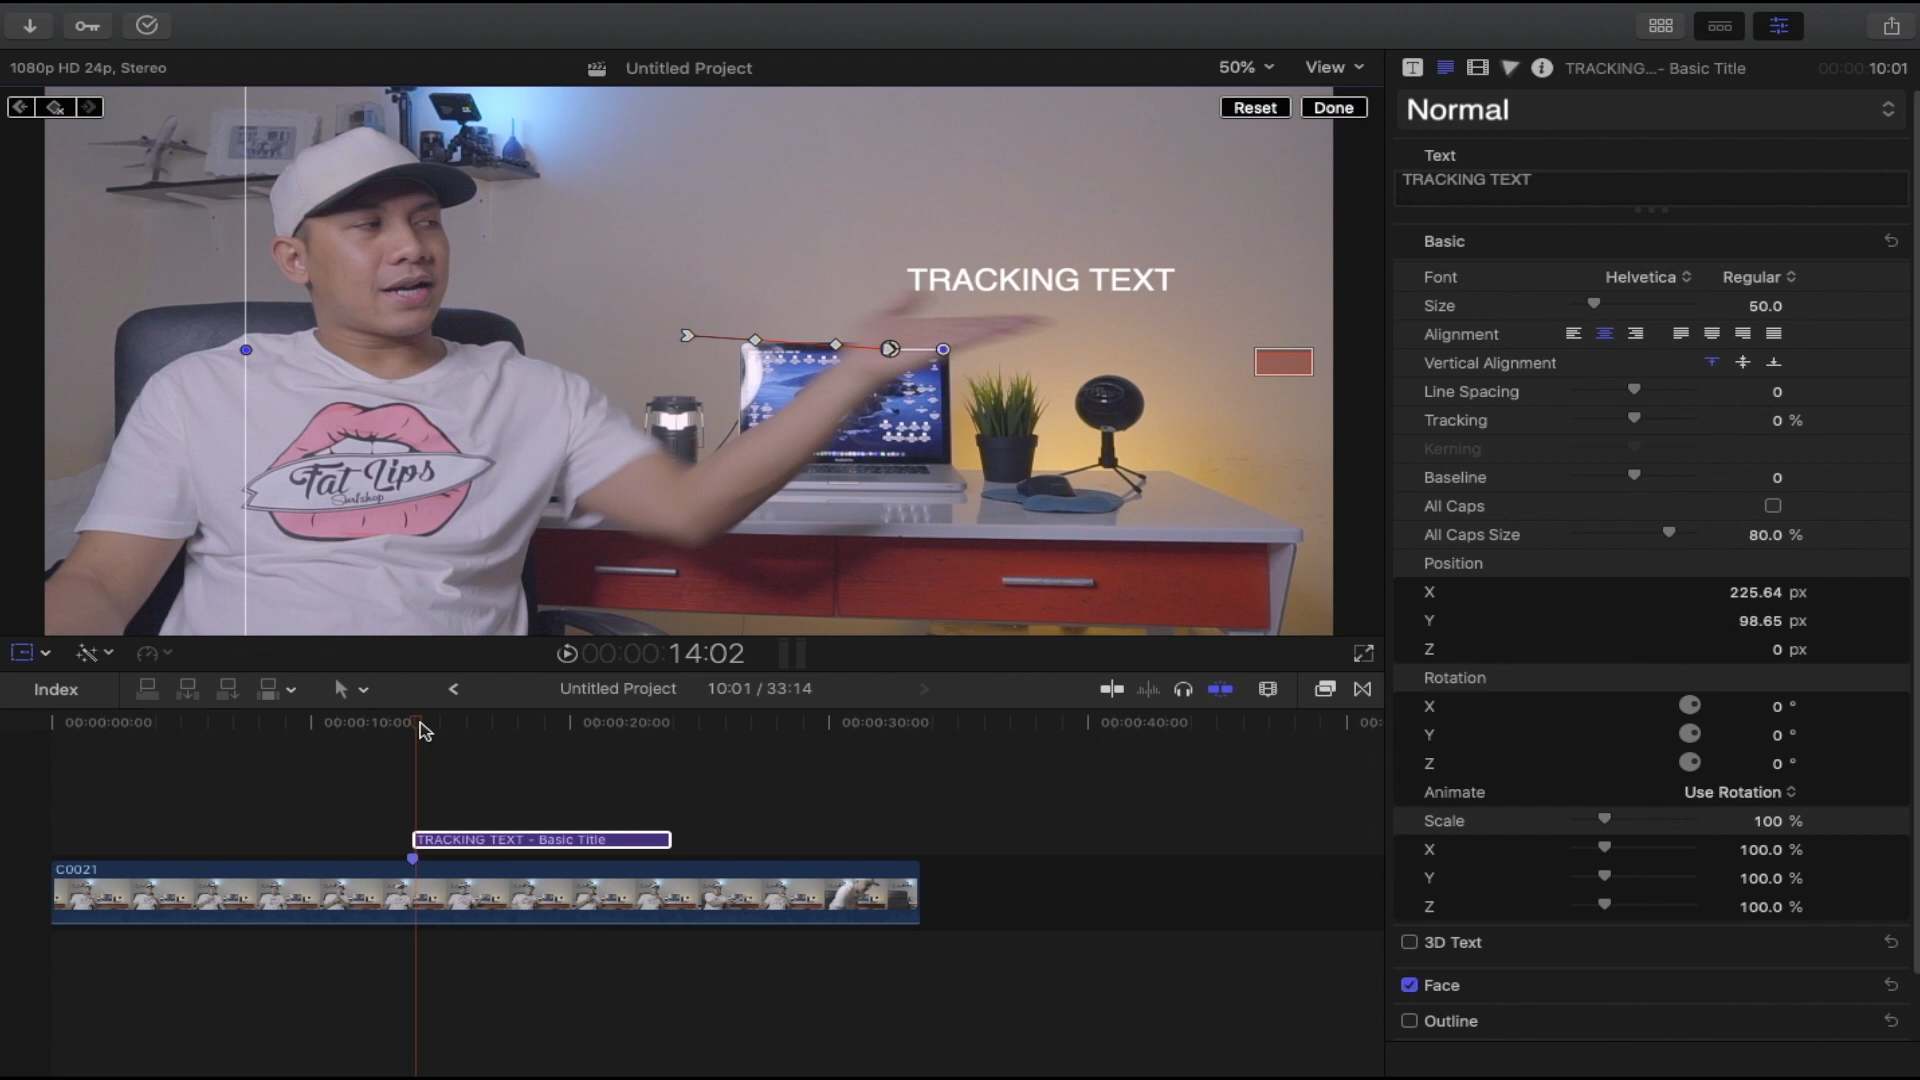 1080p HD 24p, Stereo
Untitled Project
50%
View
TRACKING...- Basic Title
00:00:10:01
Reset
Done
Normal
Text
TRACKING TEXT
Basic
Font
Helvetica
Regular
Size
50.0
Alignment
Vertical Alignment
Line Spacing
0
Tracking
0 %
Kerning
Baseline
0
All Caps
All Caps Size
80.0 %
Position
X
225.64 px
Y
98.65 px
Z
0 px
Rotation
X
0 °
Y
0 °
Z
0 °
Animate
Use Rotation
Scale
100 %
X
100.0 %
Y
100.0 %
Z
100.0 %
3D Text
Face
Outline
TRACKING TEXT
Fat Lips
Surfshop
00:00:14:02
Index
Untitled Project
10:01 / 33:14
00:00:00:00
00:00:10:00
00:00:20:00
00:00:30:00
00:00:40:00
00:
TRACKING TEXT - Basic Title
C0021